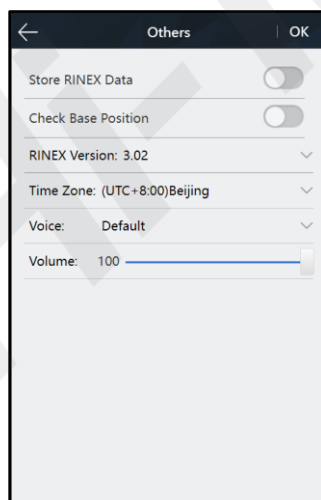 Others OK
Store RINEX Data
Check Base Position
RINEX Version: 3.02
Time Zone: (UTC+8:00)Beijing
Voice: Default
Volume: 100